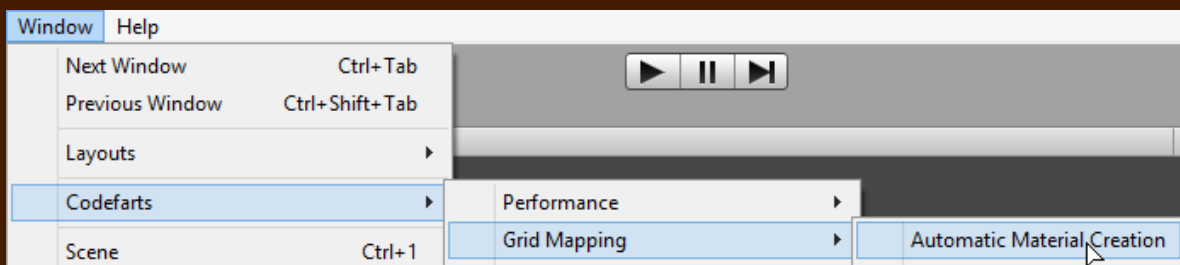 Window Help
Next Window Ctrl+Tab
Previous Window Ctrl+Shift+Tab
Layouts
Codefarts Performance
Grid Mapping Automatic Material Creation
Scene Ctrl+1